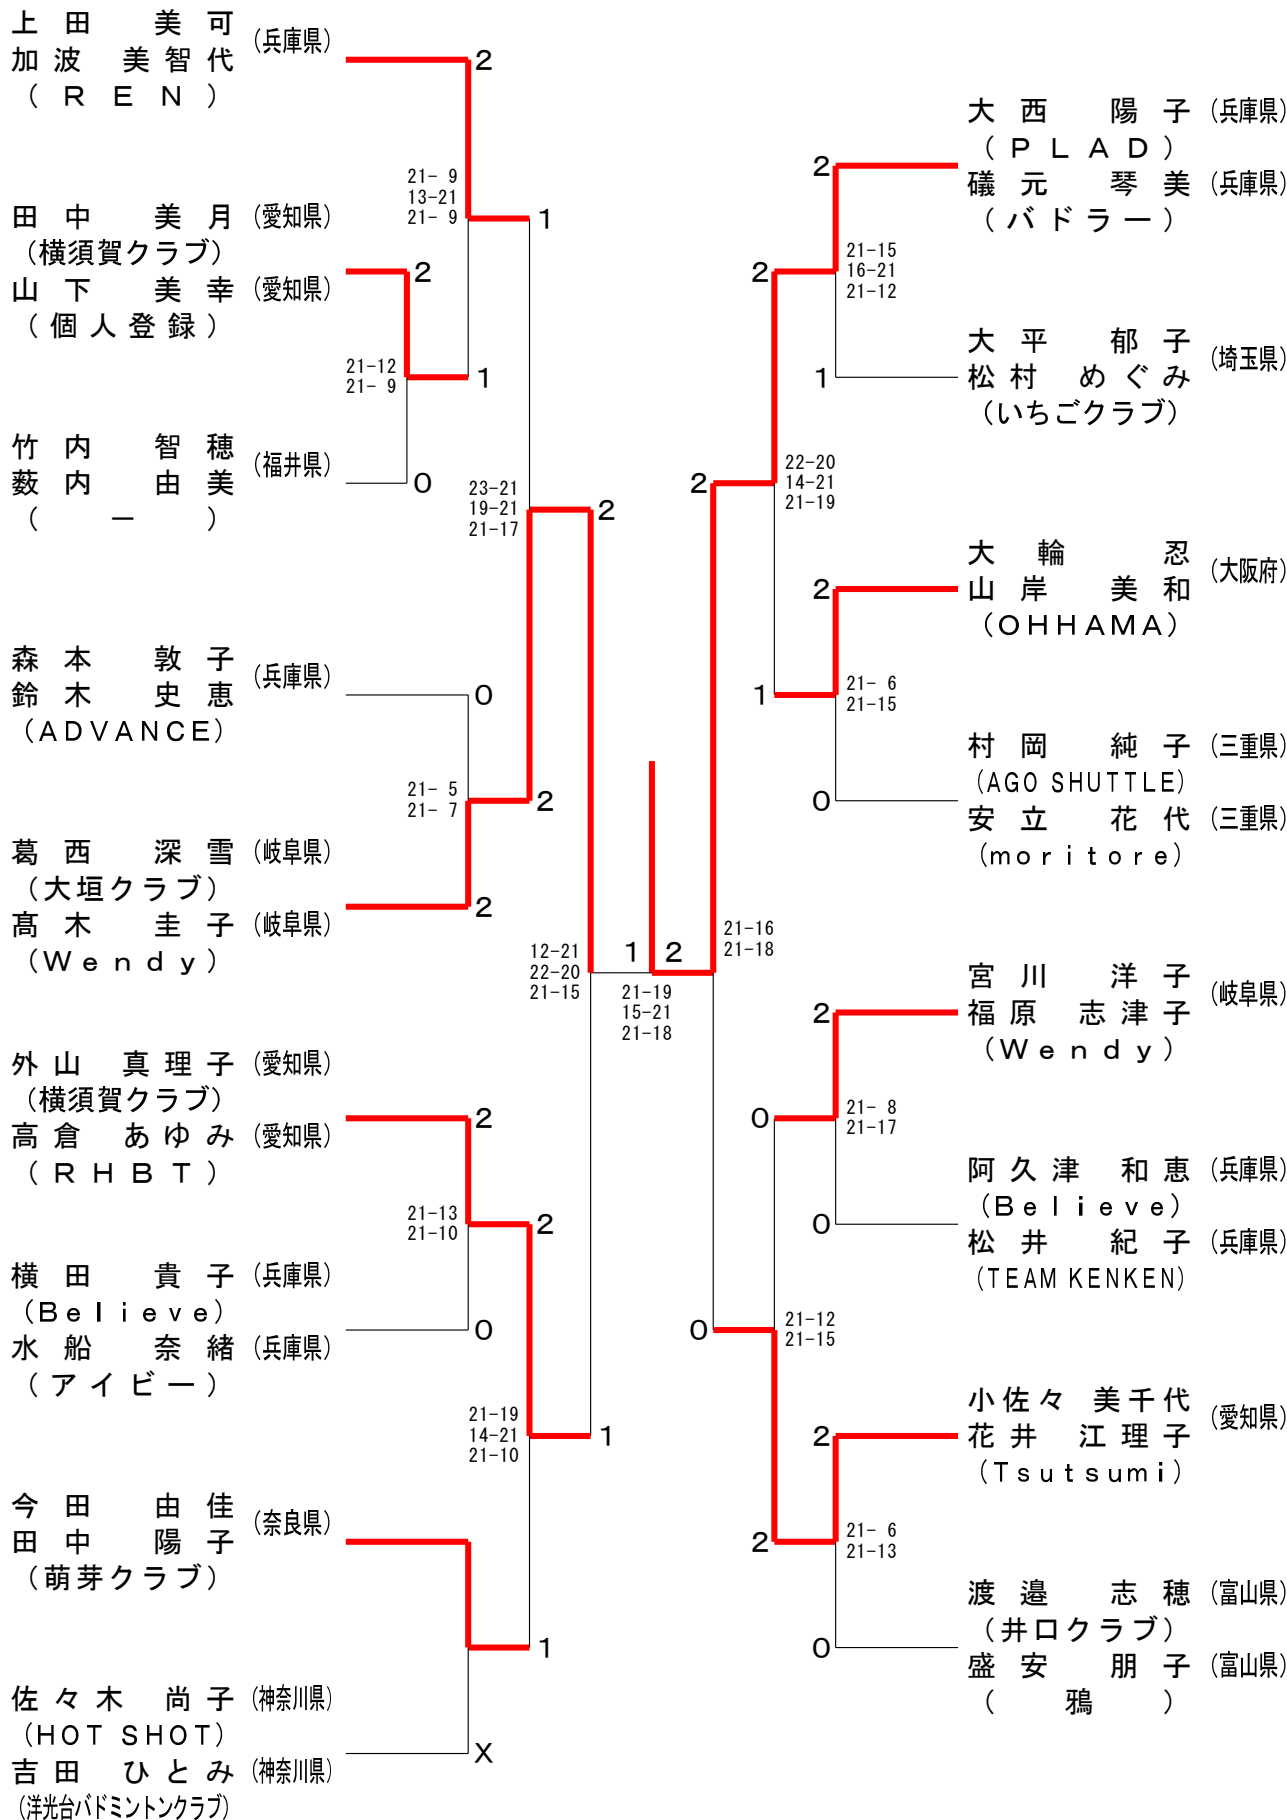 上田 美可
加波 美智代
(兵庫県)
(REN)
2
田中 美月 (愛知県)
(横須賀クラブ)
山下 美幸 (愛知県)
(個人登録)
2
21- 9
13-21
21- 9
1
21-12
21- 9
1
竹内 智穂
薮内 由美
(福井県)
(ー)
0
23-21
19-21
21-17
2
森本 敦子
鈴木 史恵
(兵庫県)
(ADVANCE)
0
21- 5
21- 7
2
葛西 深雪 (岐阜県)
(大垣クラブ)
髙木 圭子 (岐阜県)
(Wendy)
2
12-21
22-20
21-15
外山 真理子 (愛知県)
(横須賀クラブ)
高倉 あゆみ (愛知県)
(RHBT)
2
21-13
21-10
2
横田 貴子 (兵庫県)
(Believe)
水船 奈緒 (兵庫県)
(アイビー)
0
21-19
14-21
21-10
1
今田 由佳
田中 陽子
(奈良県)
(萌芽クラブ)
1
佐々木 尚子 (神奈川県)
(HOT SHOT)
吉田 ひとみ (神奈川県)
(洋光台バドミントンクラブ)
X
1 2
21-19
15-21
21-18
大西 陽子 (兵庫県)
(PLAD)
礒元 琴美 (兵庫県)
(バドラー)
2
2
21-15
16-21
21-12
大平 郁子
松村 めぐみ
(埼玉県)
(いちごクラブ)
1
2
22-20
14-21
21-19
大輪 忍
山岸 美和
(大阪府)
(OHHAMA)
2
1
21- 6
21-15
村岡 純子 (三重県)
(AGO SHUTTLE)
安立 花代 (三重県)
(moritore)
0
21-16
21-18
宮川 洋子
福原 志津子
(岐阜県)
(Wendy)
2
0
21- 8
21-17
阿久津 和恵 (兵庫県)
(Believe)
松井 紀子 (兵庫県)
(TEAM KENKEN)
0
0
21-12
21-15
小佐々 美千代
花井 江理子
(愛知県)
(Tsutsumi)
2
2
21- 6
21-13
渡邉 志穂 (富山県)
(井口クラブ)
盛安 朋子 (富山県)
(鴉)
0